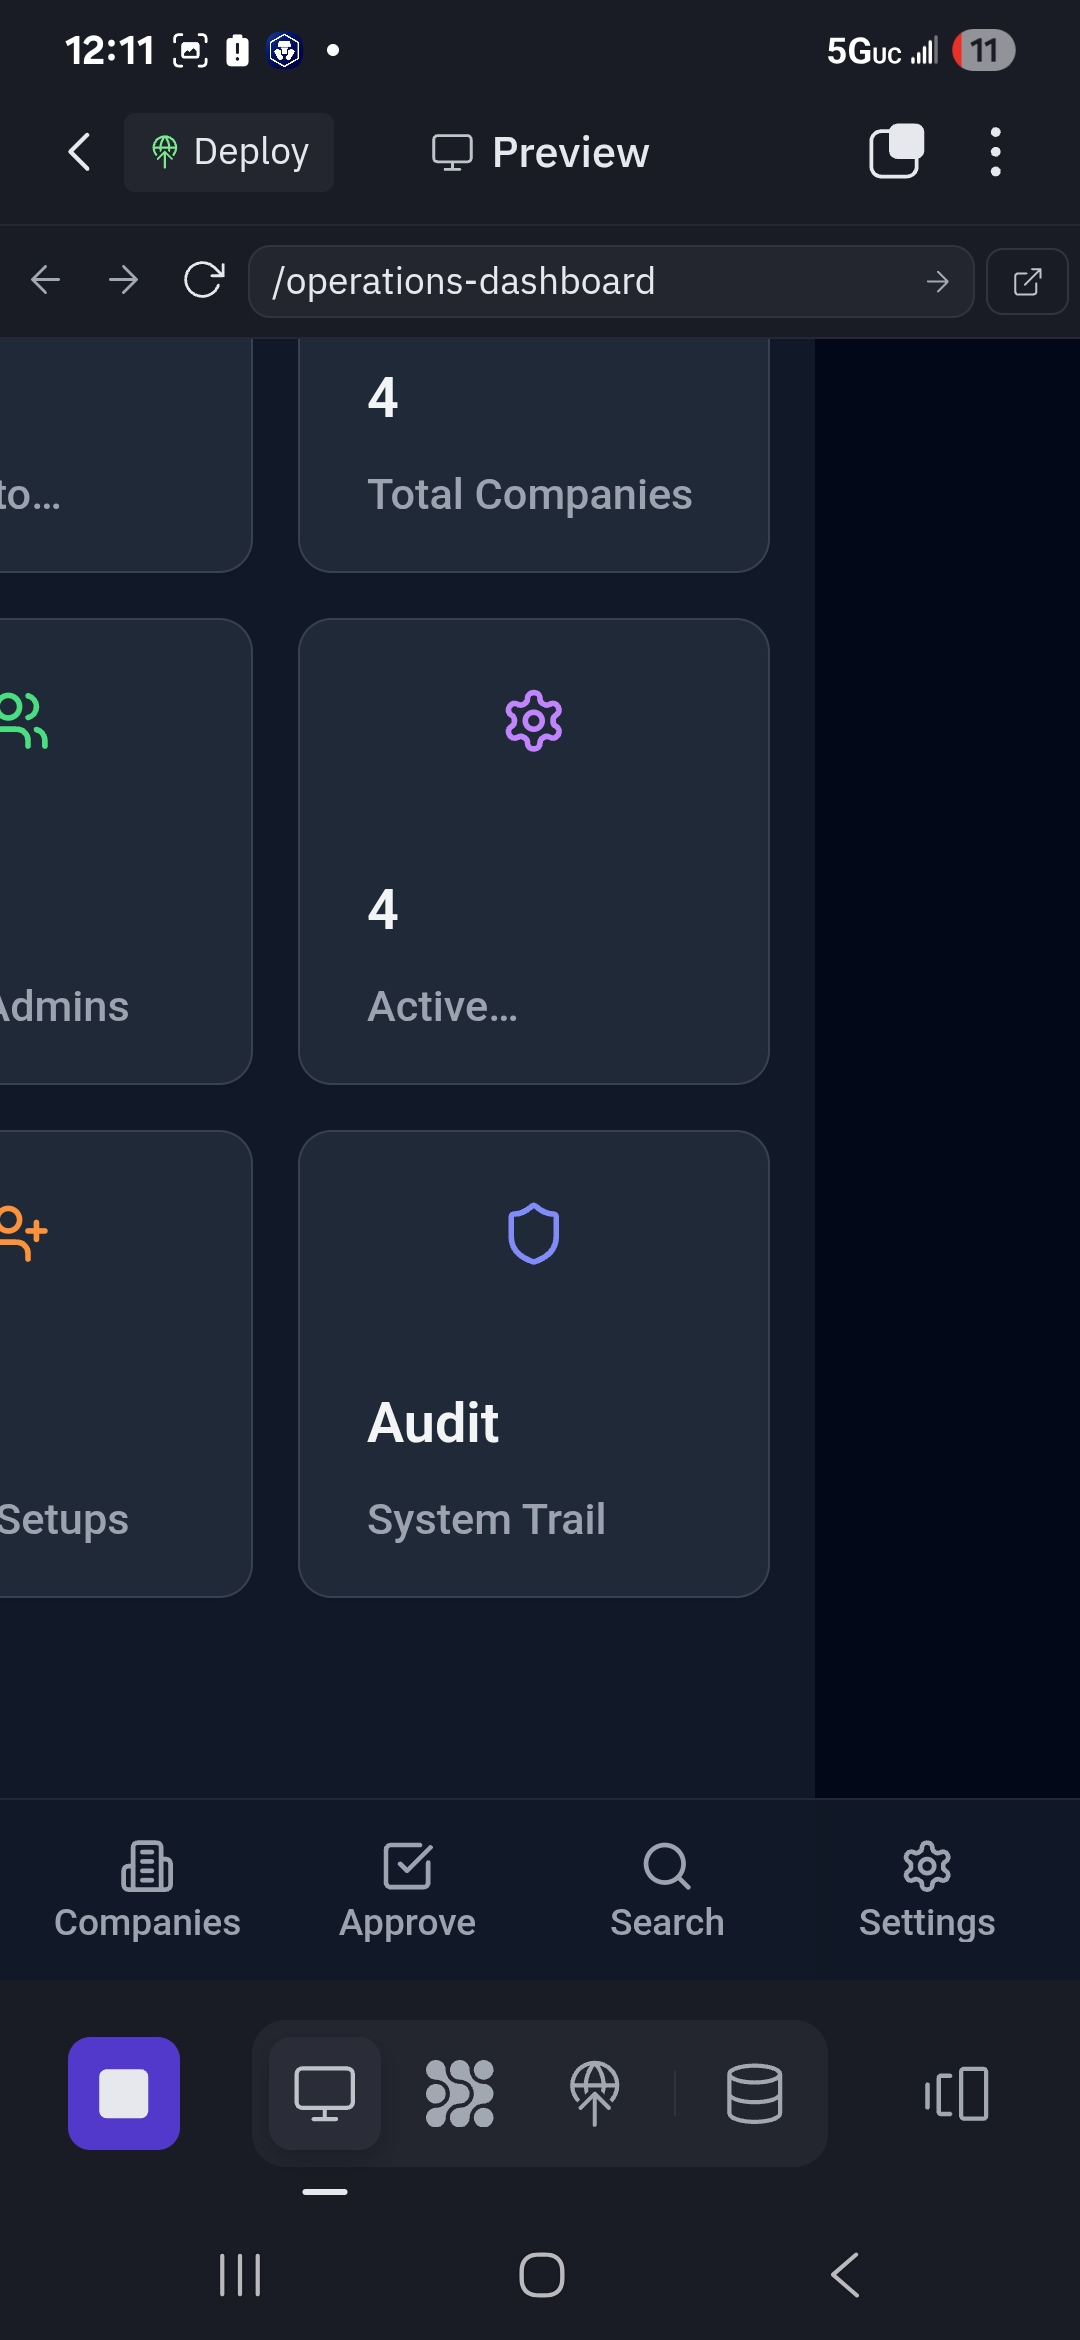 12:11
5GUC
11
Deploy
Preview
/operations-dashboard
4
to...
Total Companies
4
Admins
Active...
Audit
Setups
System Trail
Companies
Approve
Search
Settings